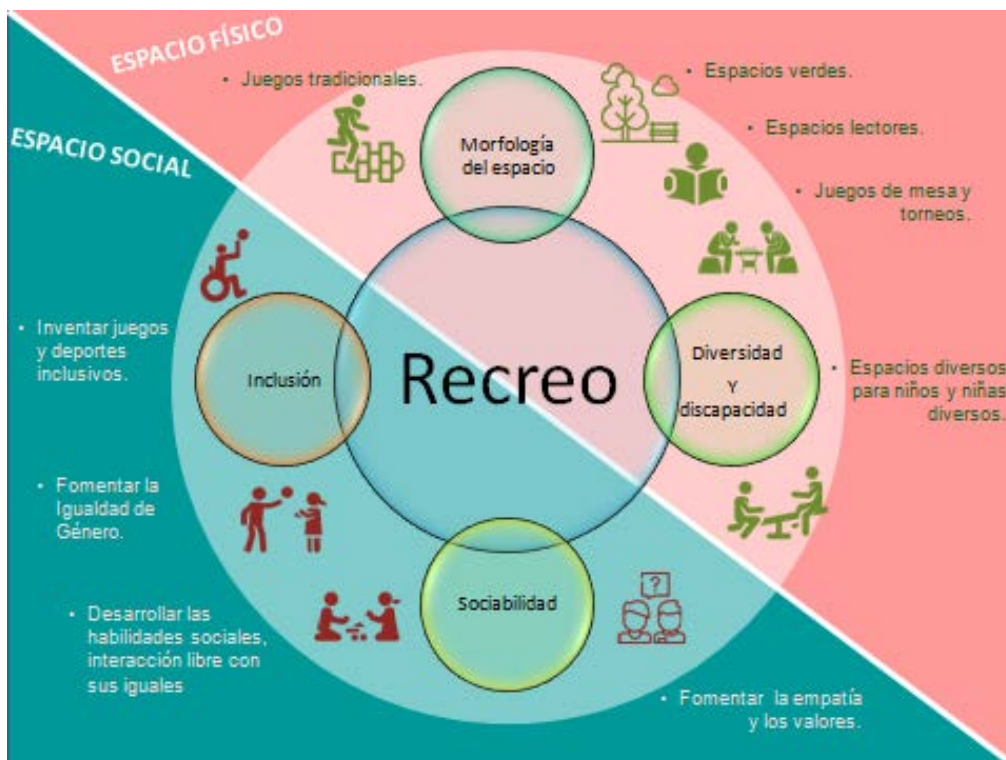 ESPACIO FÍSICO
ESPACIO SOCIAL
• Juegos tradicionales.
Morfología
del espacio
• Espacios verdes.
• Espacios lectores.
• Juegos de mesa y
torneos.
• Inventar juegos
y deportes
inclusivos.
Inclusión
Recreo
Diversidad
Y
discapacidad
• Espacios diversos
para niños y niñas
diversos.
• Fomentar la
Igualdad de
Género.
?
• Desarrollar las
habilidades sociales,
interacción libre con
sus iguales
Sociabilidad
• Fomentar la empatía
y los valores.